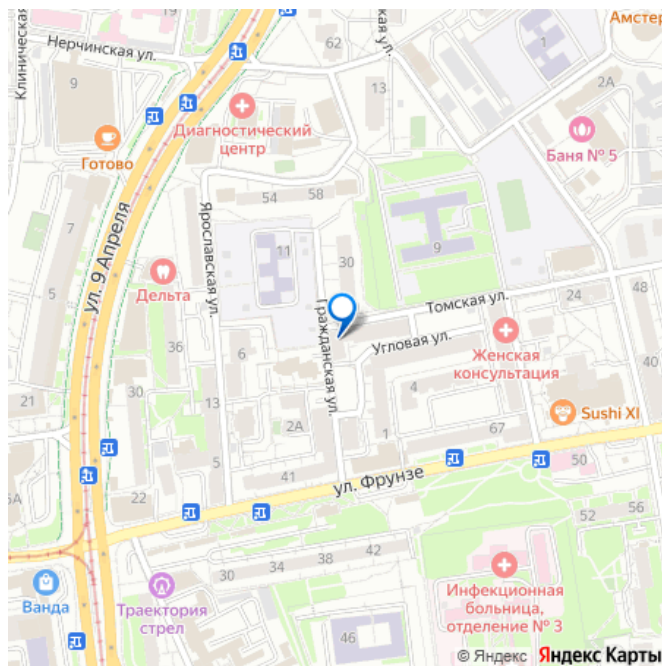 19
Клиническая
Нерчинская ул.
62
ская ул.
1
Амстер
9
13
2А
Диагностический
центр
Готово
Баня № 5
54
58
ул. 9 Апреля
Ярославская ул.
7
11
9
30
5
Дельта
Томская ул.
24
Гражданская ул.
36
Угловая ул.
6
Женская
консультация
30
13
4
21
2А
Sushi XI
1
67
5
41
50
5А
22
ул. Фрунзе
52
56
42
38
34
30
Ванда
Траектория
стрел
46
Инфекционная
больница,
отделение № 3
© Яндекс Яндекс Карты